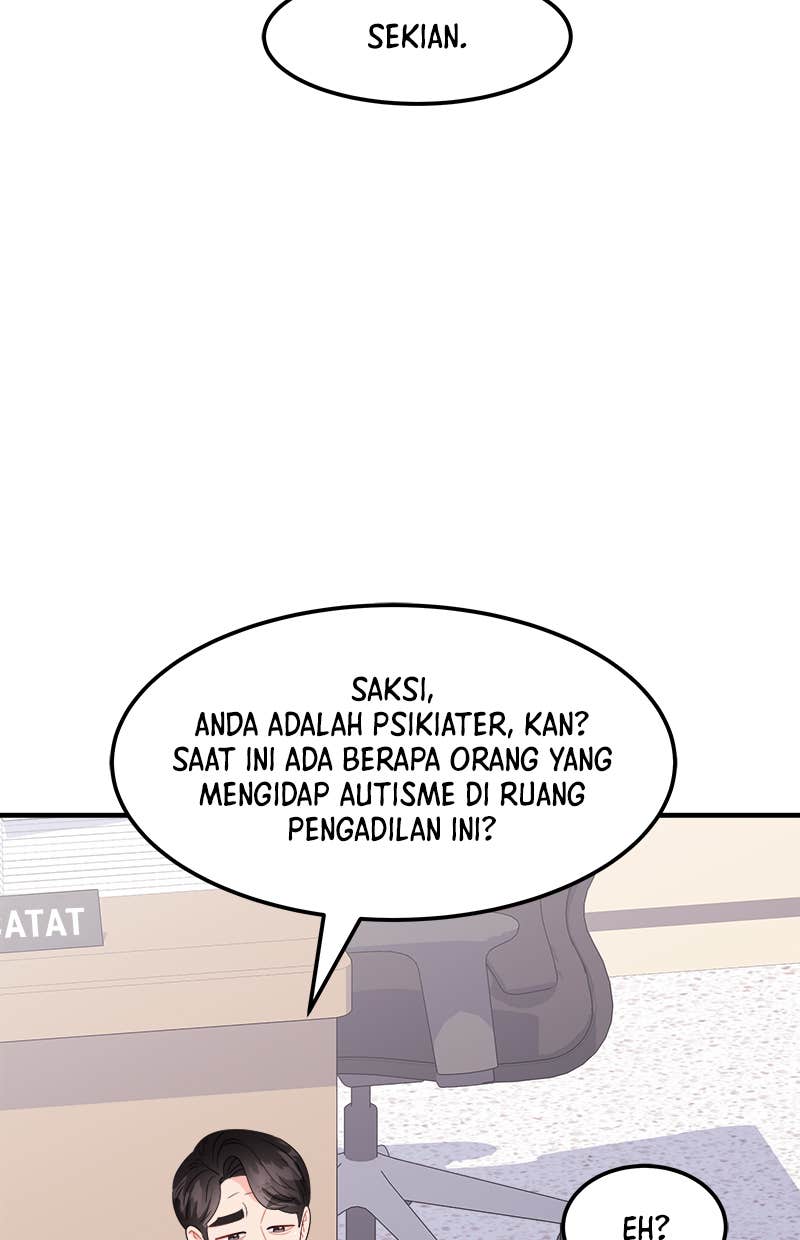 SEKIAN.
SAKSI,
ANDA ADALAH PSIKIATER, KAN?
SAAT INI ADA BERAPA ORANG YANG
MENGIDAP AUTISME DI RUANG
PENGADILAN INI?
CATAT
EH?